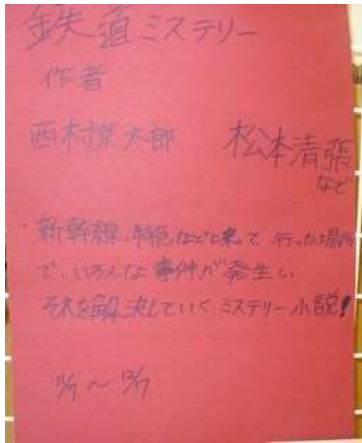 鉄道ミステリー
作者
西村京太郎 松本清張
など
新幹線、特急などに乗って行った場所
で、いろんな事件が発生し
それを解決していくミステリー小説!
11/7〜12/7